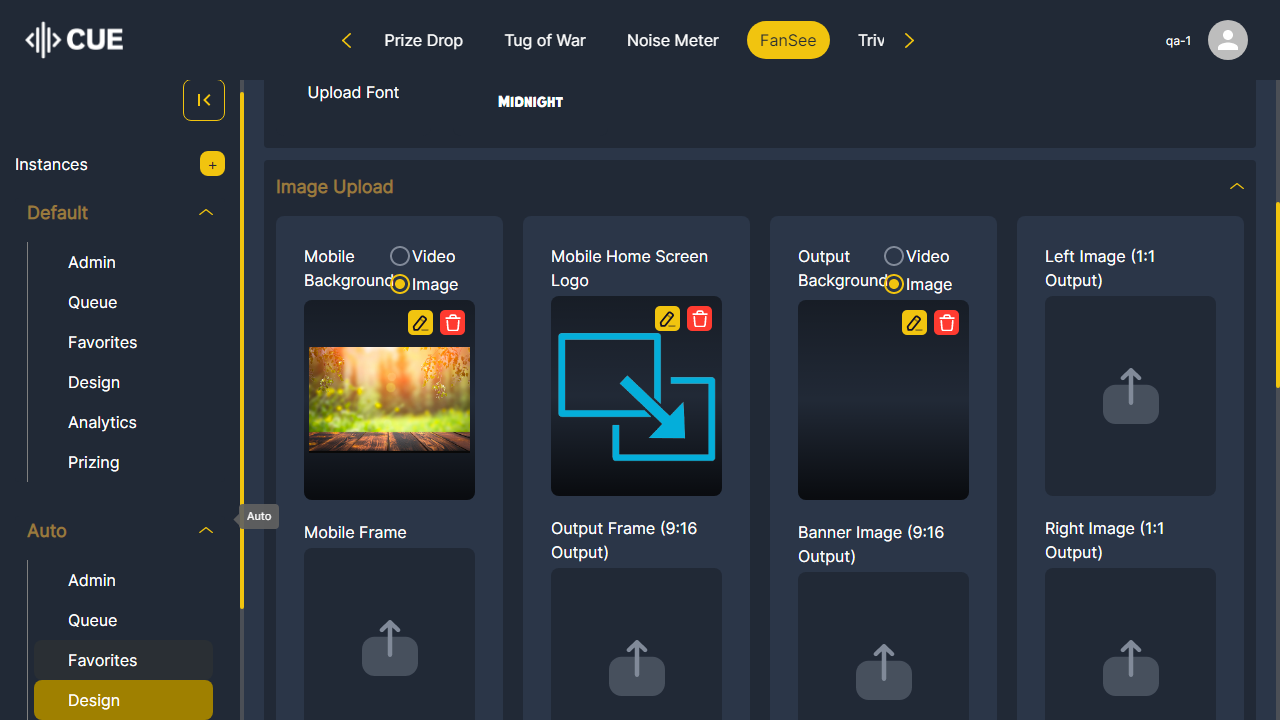 CUE
Prize Drop
Tug of War
Noise Meter
FanSee
Triv
qa-1
Instances
+
Default
Admin
Queue
Favorites
Design
Analytics
Prizing
Auto
Auto
Admin
Queue
Favorites
Design
Upload Font
MIDNIGHT
Image Upload
Mobile
Background
Video
Image
Mobile Home Screen
Logo
Output
Background
Video
Image
Left Image (1:1
Output)
Mobile Frame
Output Frame (9:16
Output)
Banner Image (9:16
Output)
Right Image (1:1
Output)